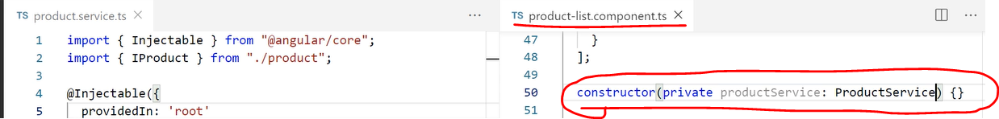 TS product.service.ts
1 import { Injectable } from "@angular/core";
2 import { IProduct } from "./product";
3
4 @Injectable({
5 providedIn: 'root'
TS product-list.component.ts
47 }
48 ];
49
50 constructor(private productService: ProductService) {}
51